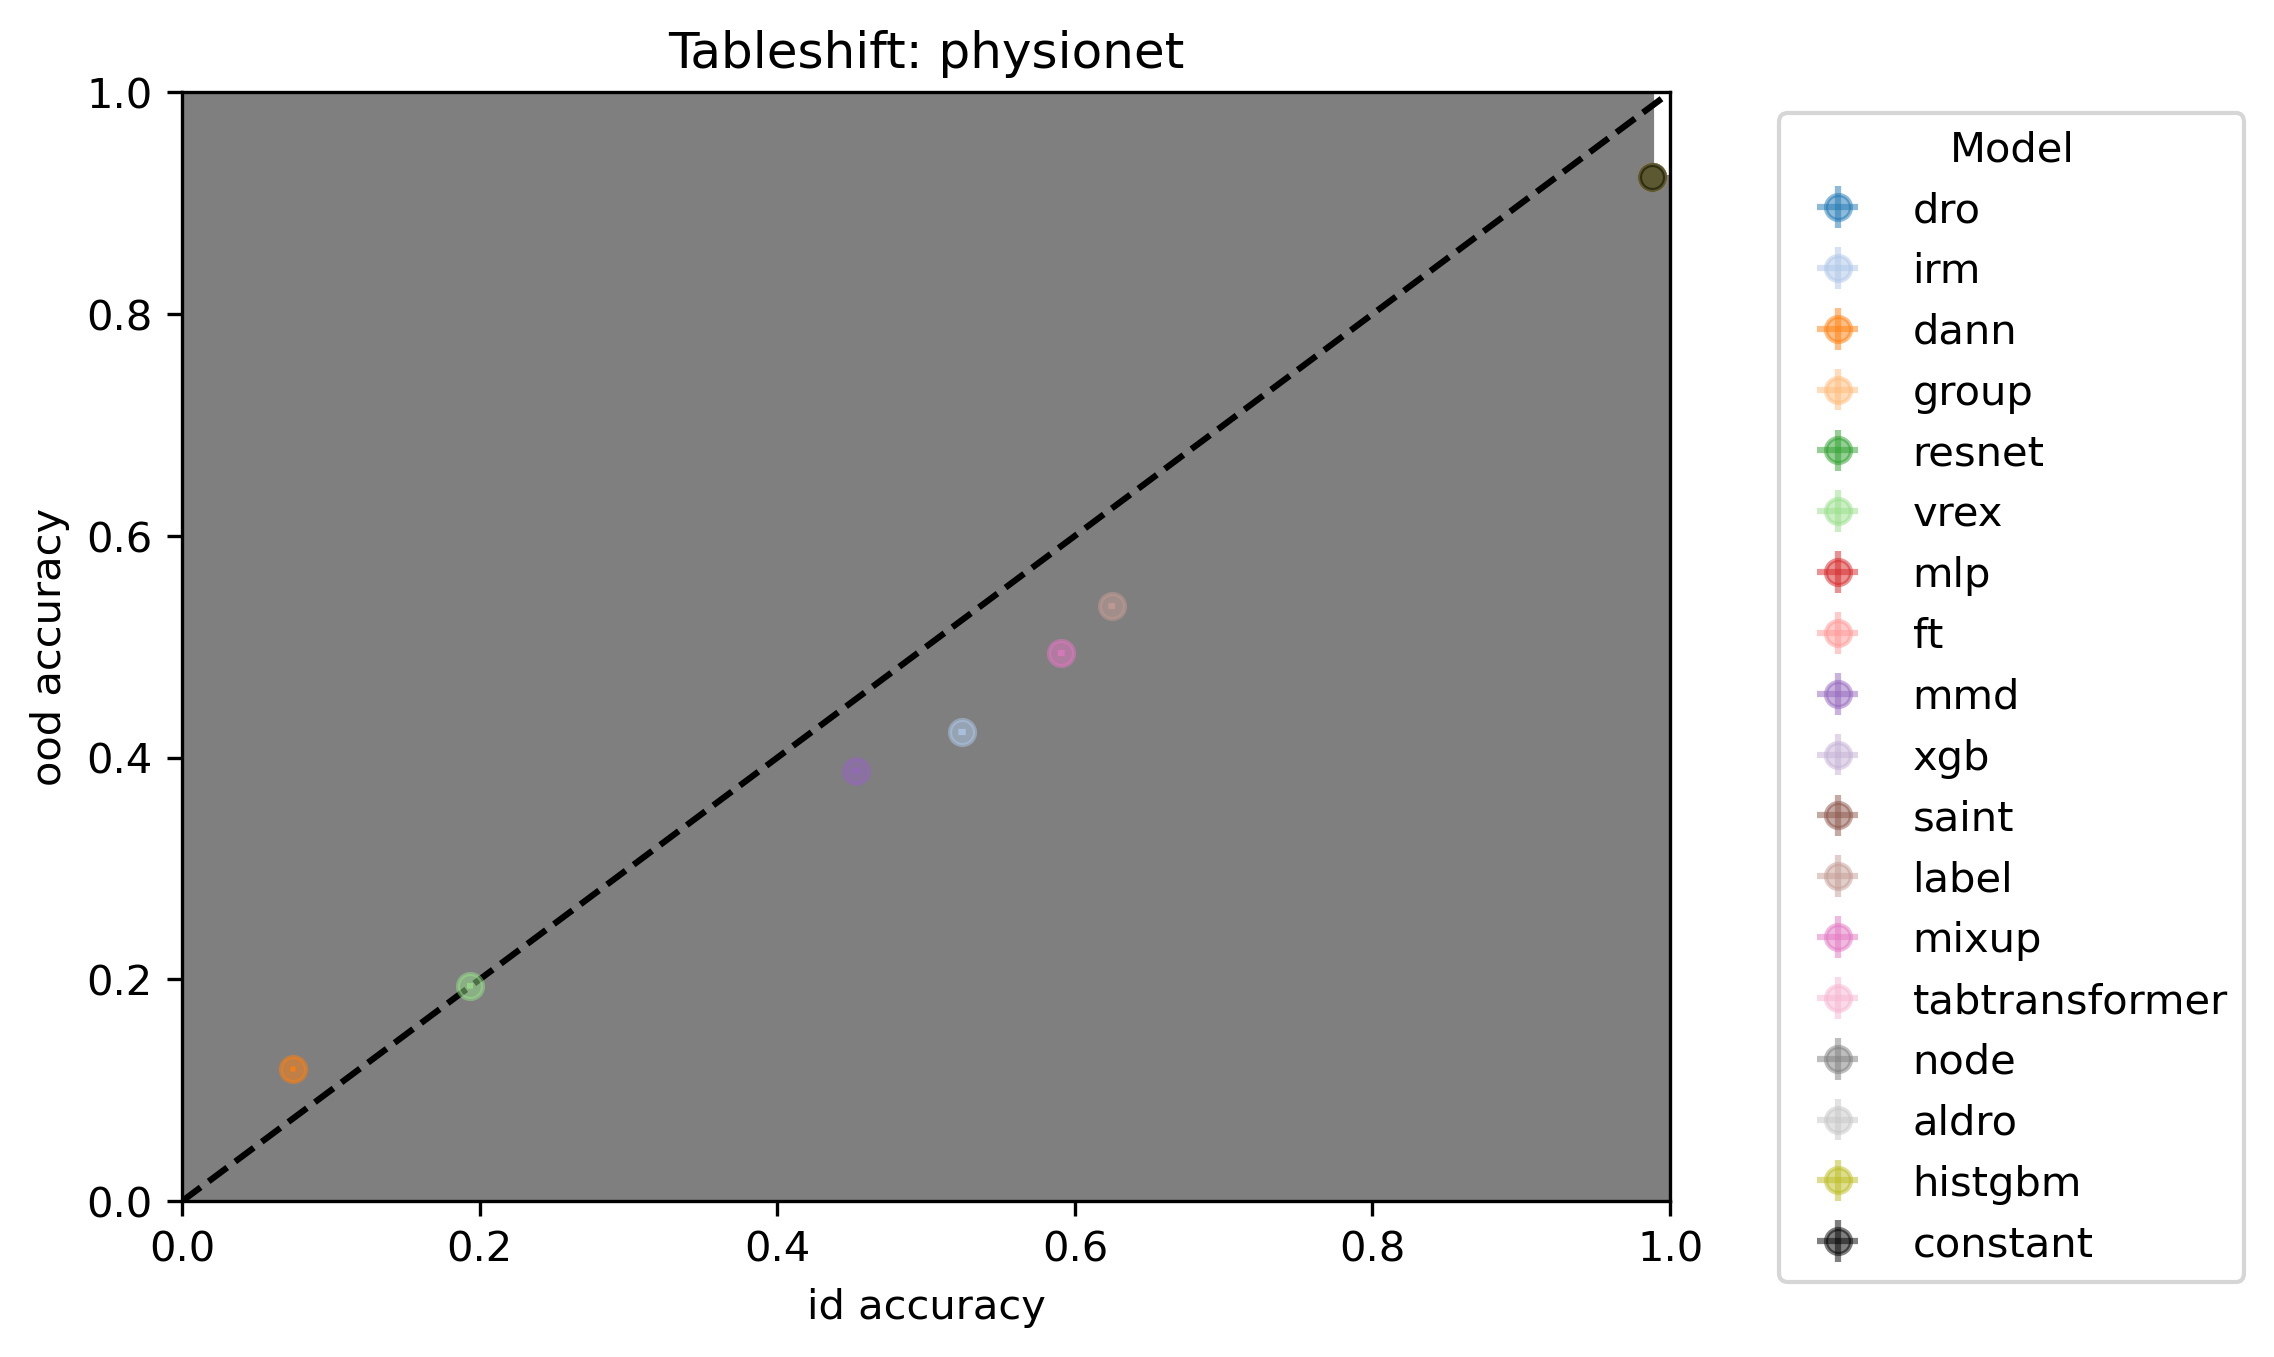 Tableshift: physionet
1.0
0.8
0.6
0.4
0.2
0.0
ood accuracy
0.0 0.2 0.4 0.6 0.8 1.0
id accuracy
Model
dro
irm
dann
group
resnet
vrex
mlp
ft
mmd
xgb
saint
label
mixup
tabtransformer
node
aldro
histgbm
constant